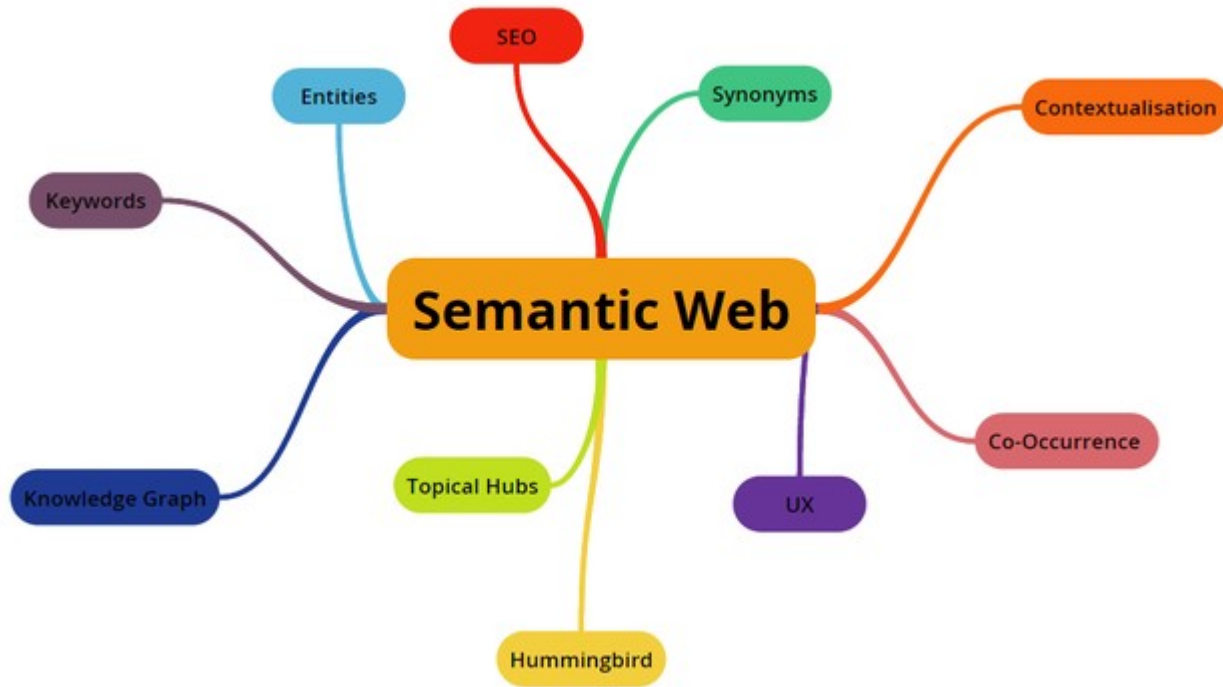 SEO
Entities
Synonyms
Contextualisation
Keywords
Semantic Web
Co-Occurrence
Topical Hubs
Knowledge Graph
UX
Hummingbird